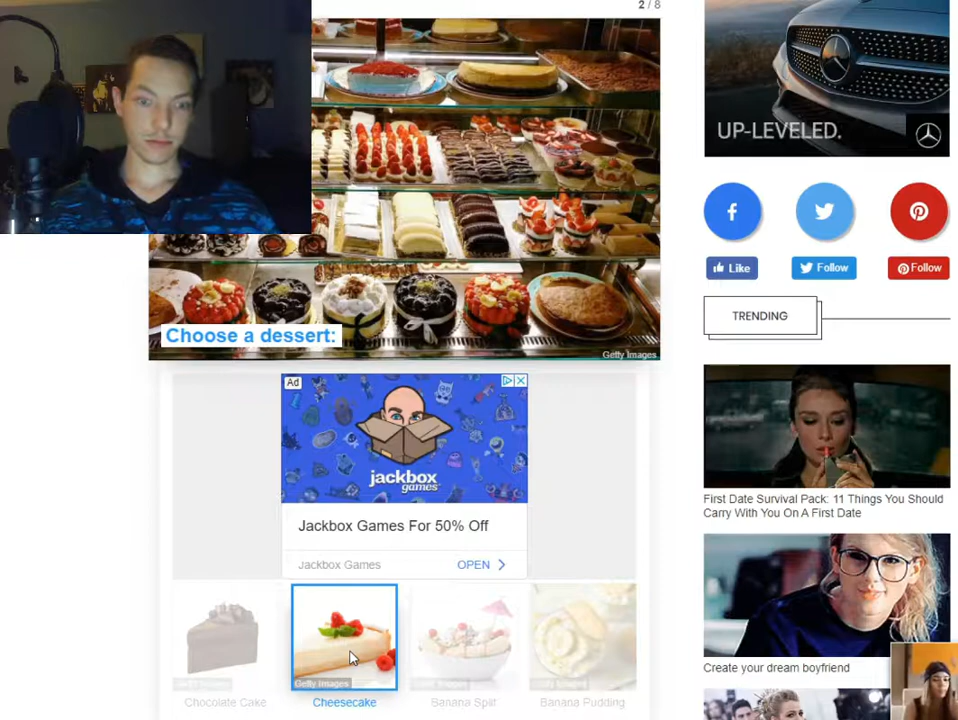 2 / 8
UP-LEVELED.
Choose a dessert:
Getty Images
Like
Follow
Follow
TRENDING
Ad
jackbox
games
Jackbox Games For 50% Off
Jackbox Games
OPEN
First Date Survival Pack: 11 Things You Should
Carry With You On A First Date
Getty Images
Create your dream boyfriend
Chocolate Cake
Cheesecake
Banana Split
Banana Pudding